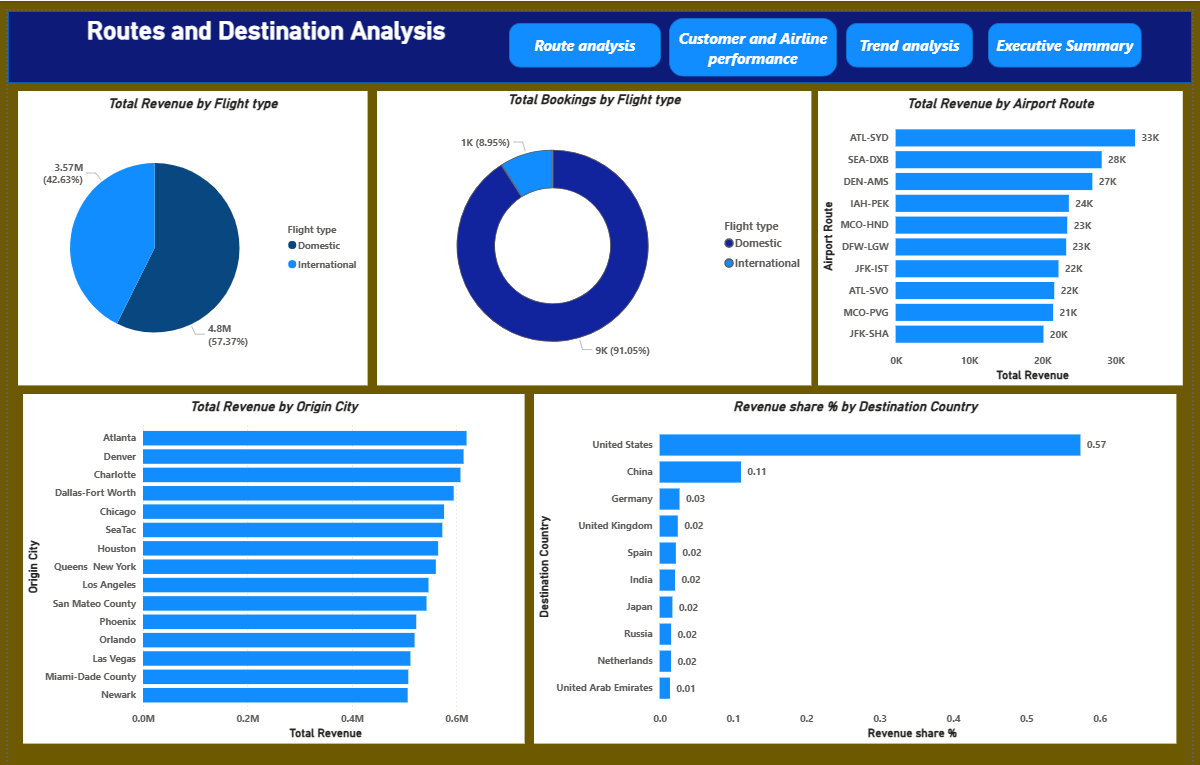 Routes and Destination Analysis
Route analysis
Customer and Airline
performance
Trend analysis
Executive Summary
Total Revenue by Flight type
3.57M
(42.63%)
4.8M
(57.37%)
Flight type
Domestic
International
Total Bookings by Flight type
1K (8.95%)
9K (91.05%)
Flight type
Domestic
International
Total Revenue by Airport Route
Airport Route
ATL-SYD 33K
SEA-DXB 28K
DEN-AMS 27K
IAH-PEK 24K
MCO-HND 23K
DFW-LGW 23K
JFK-IST 22K
ATL-SVO 22K
MCO-PVG 21K
JFK-SHA 20K
0K 10K 20K 30K
Total Revenue
Total Revenue by Origin City
Origin City
Atlanta
Denver
Charlotte
Dallas-Fort Worth
Chicago
SeaTac
Houston
Queens New York
Los Angeles
San Mateo County
Phoenix
Orlando
Las Vegas
Miami-Dade County
Newark
0.0M 0.2M 0.4M 0.6M
Total Revenue
Revenue share % by Destination Country
Destination Country
United States 0.57
China 0.11
Germany 0.03
United Kingdom 0.02
Spain 0.02
India 0.02
Japan 0.02
Russia 0.02
Netherlands 0.02
United Arab Emirates 0.01
0.0 0.1 0.2 0.3 0.4 0.5 0.6
Revenue share %